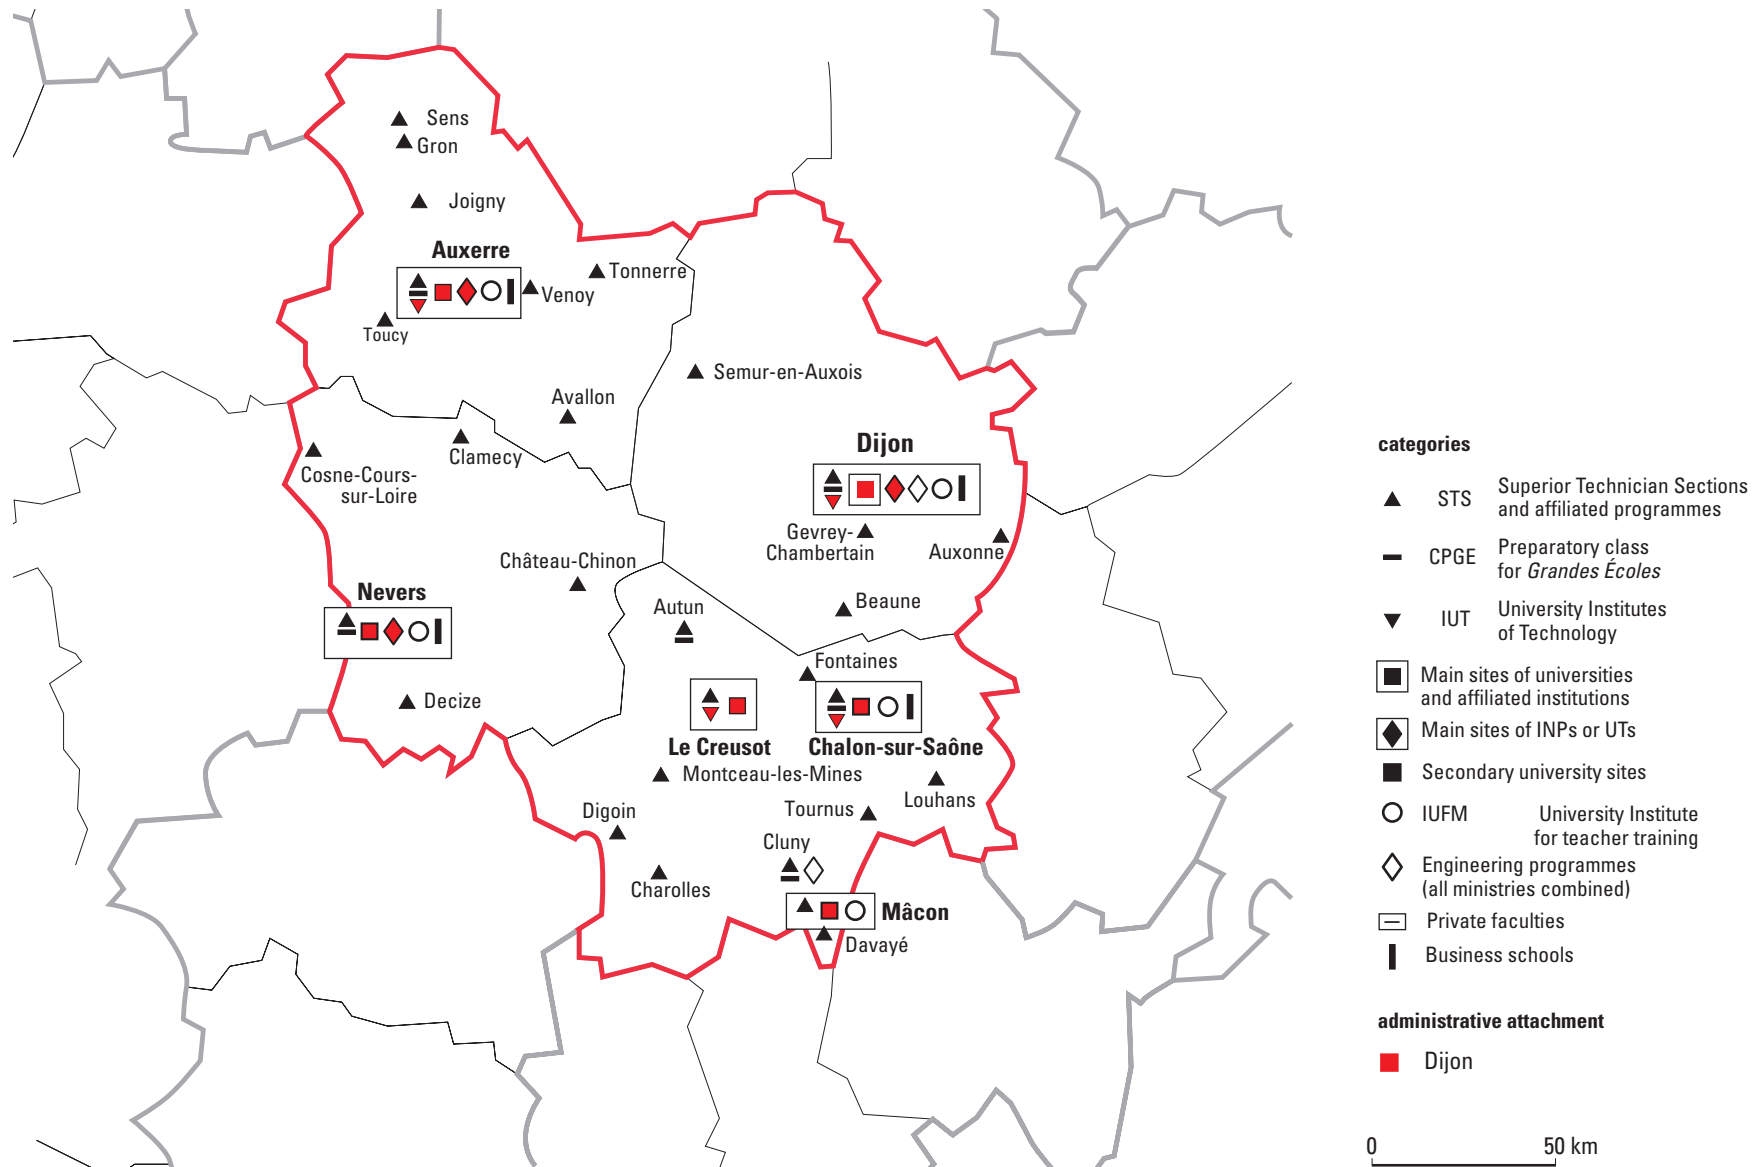 Sens
Gron
Joigny
Auxerre
Tonnerre
Venoy
Toucy
Semur-en-Auxois
Avallon
Clamecy
Cosne-Cours-
sur-Loire
Dijon
Gevrey-
Chambertain
Auxonne
Château-Chinon
Nevers
Autun
Beaune
Fontaines
Decize
Le Creusot
Chalon-sur-Saône
Montceau-les-Mines
Louhans
Tournus
Digoin
Cluny
Charolles
Mâcon
Davayé
categories
STS Superior Technician Sections
and affiliated programmes
CPGE Preparatory class
for Grandes Écoles
IUT University Institutes
of Technology
Main sites of universities
and affiliated institutions
Main sites of INPs or UTs
Secondary university sites
IUFM University Institute
for teacher training
Engineering programmes
(all ministries combined)
Private faculties
Business schools
administrative attachment
Dijon
0 50 km